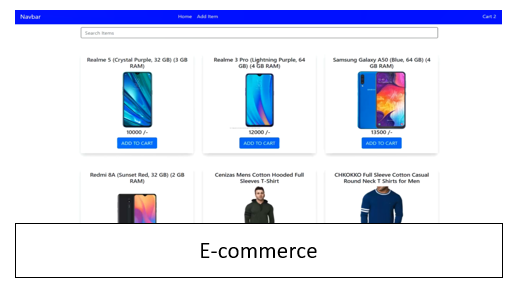 Navbar Home Add Item Cart 2
Search Items
Realme 5 (Crystal Purple, 32 GB) (3 GB
RAM)
10000 /-
ADD TO CART
Realme 3 Pro (Lightning Purple, 64
GB) (4 GB RAM)
12000 /-
ADD TO CART
Samsung Galaxy A50 (Blue, 64 GB) (4
GB RAM)
13500 /-
ADD TO CART
Redmi 8A (Sunset Red, 32 GB) (2 GB
RAM)
Cenizas Mens Cotton Hooded Full
Sleeves T-Shirt
CHKOKKO Full Sleeve Cotton Casual
Round Neck T Shirts for Men
E-commerce